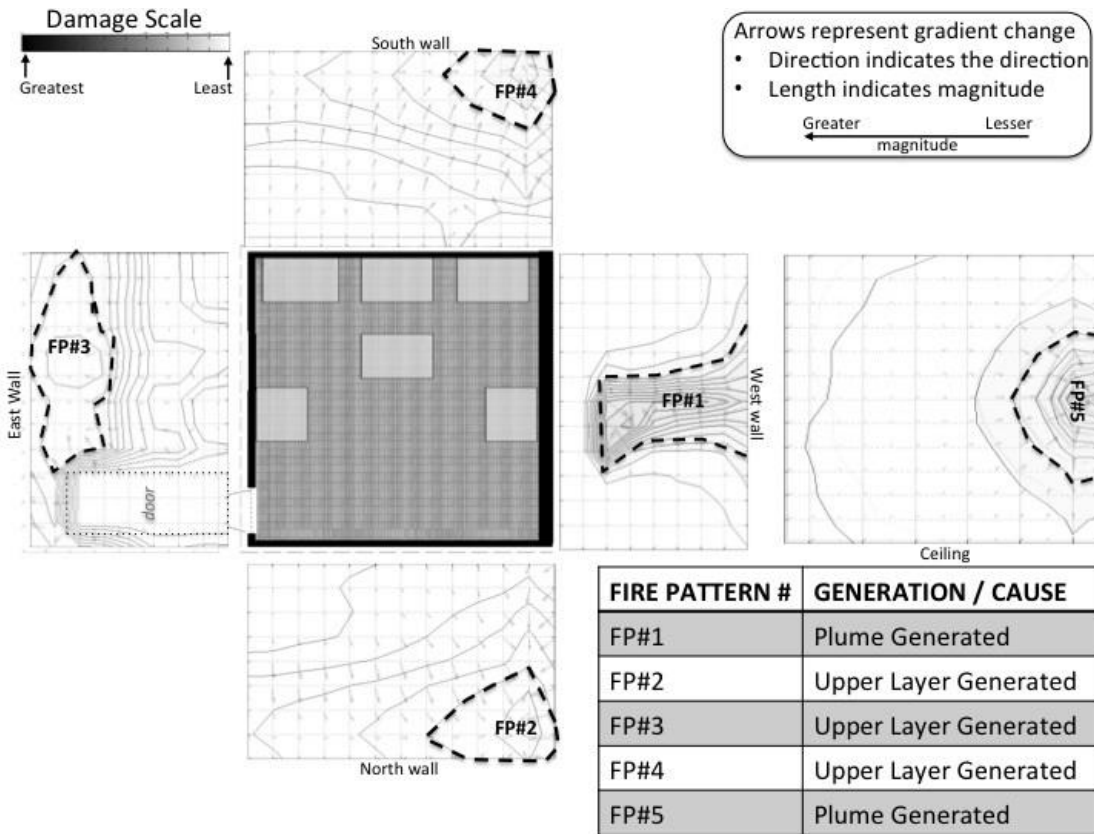 Damage Scale
Greatest
Least
South wall
FP#4
Arrows represent gradient change
• Direction indicates the direction
• Length indicates magnitude
Greater
Lesser
magnitude
East Wall
FP#3
door
FP#1
West wall
FP#5
Ceiling
FP#2
North wall
FIRE PATTERN # GENERATION / CAUSE
FP#1 Plume Generated
FP#2 Upper Layer Generated
FP#3 Upper Layer Generated
FP#4 Upper Layer Generated
FP#5 Plume Generated